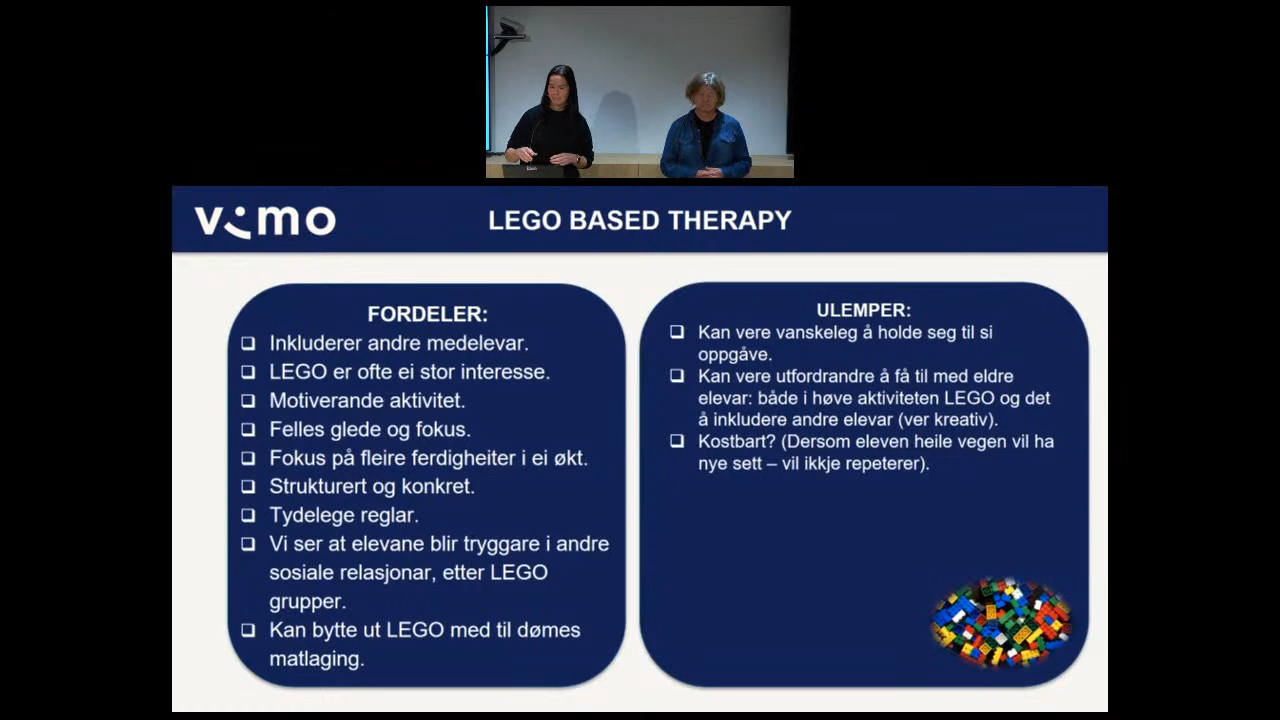 vimo
LEGO BASED THERAPY
FORDELER:
Inkluderer andre medelevar.
LEGO er ofte ei stor interesse.
Motiverande aktivitet.
Felles glede og fokus.
Fokus på fleire ferdigheiter i ei økt.
Strukturert og konkret.
Tydelege reglar.
Vi ser at elevane blir tryggare i andre
sosiale relasjonar, etter LEGO
grupper.
Kan bytte ut LEGO med til dømes
matlaging.
ULEMPER:
Kan vere vanskeleg å holde seg til si
oppgåve.
Kan vere utfordrandre å få til med eldre
elevar: både i høve aktiviteten LEGO og det
å inkludere andre elevar (ver kreativ).
Kostbart? (Dersom eleven heile vegen vil ha
nye sett – vil ikkje repeterer).